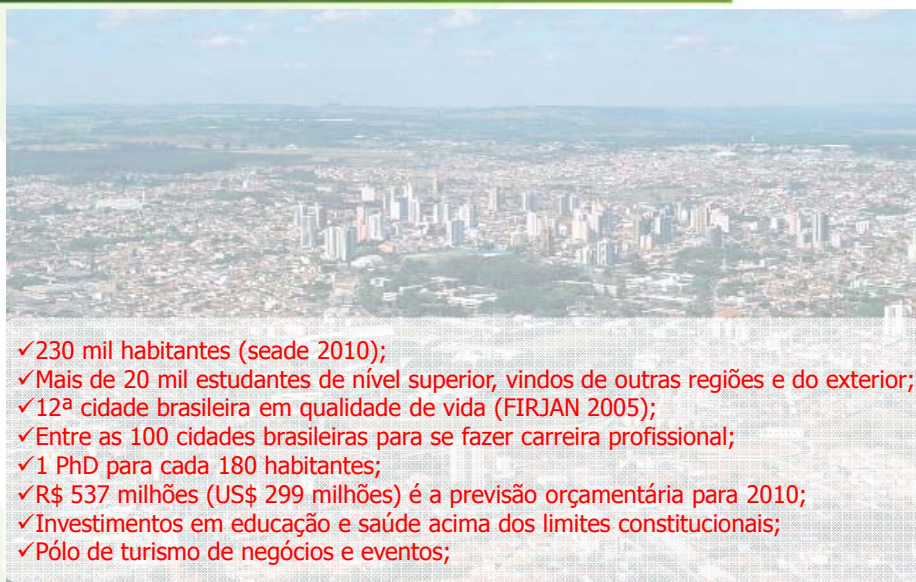 ✓230 mil habitantes (seade 2010);
✓Mais de 20 mil estudantes de nível superior, vindos de outras regiões e do exterior;
✓12ª cidade brasileira em qualidade de vida (FIRJAN 2005);
✓Entre as 100 cidades brasileiras para se fazer carreira profissional;
✓1 PhD para cada 180 habitantes;
✓R$ 537 milhões (US$ 299 milhões) é a previsão orçamentária para 2010;
✓Investimentos em educação e saúde acima dos limites constitucionais;
✓Pólo de turismo de negócios e eventos;